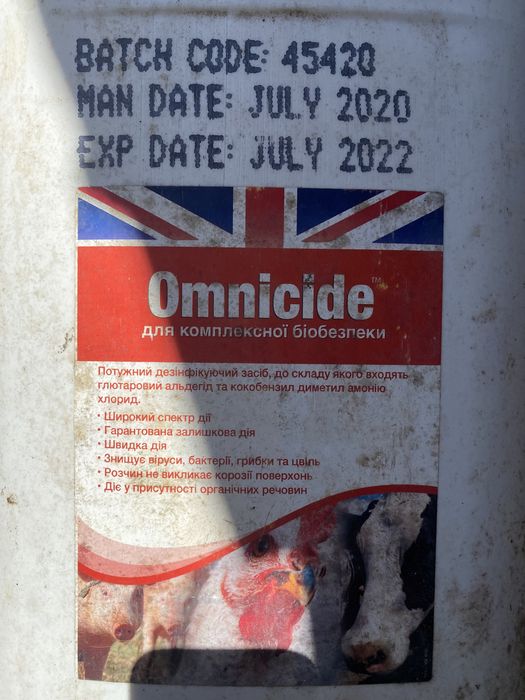 BATCH CODE: 45420
MAN DATE: JULY 2020
EXP DATE: JULY 2022
Omnicide™
для комплексної біобезпеки
Потужний дезінфікуючий засіб, до складу якого входять
глютаровий альдегід та кокобензил диметил амонію
хлорид.
• Широкий спектр дії
• Гарантована залишкова дія
• Швидка дія
• Знищує віруси, бактерії, грибки та цвіль
• Розчин не викликає корозії поверхонь
• Діє у присутності органічних речовин